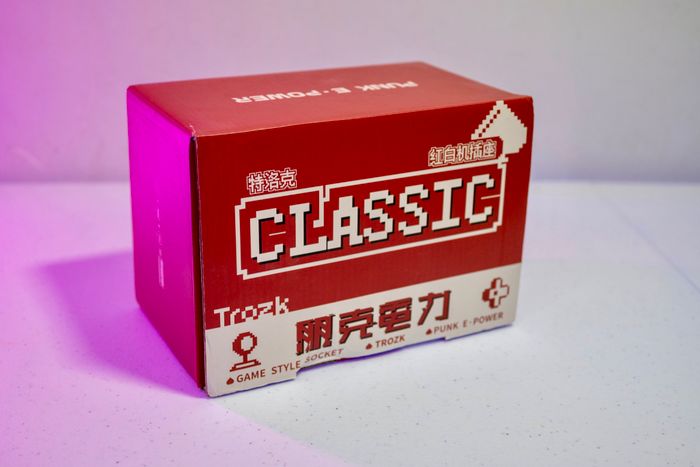 PUNK E·POWER
特洛克
红白机插座
CLASSIC
Trozk
朋克電力
GAME STYLE SOCKET
TROZK
PUNK E·POWER